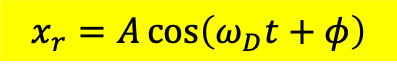 x_r = A cos(ω_D t + ϕ)